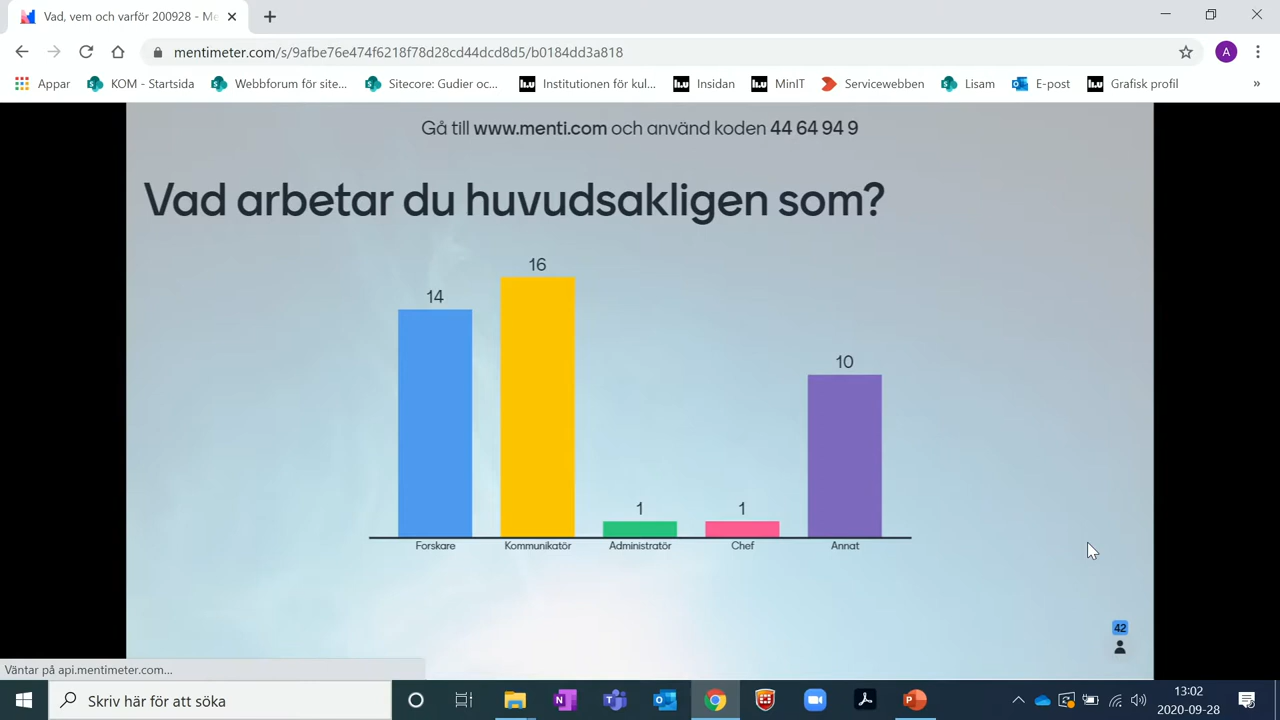 Vad, vem och varför 200928 - Me
mentimeter.com/s/9afbe76e474f6218f78d28cd44dcd8d5/b0184dd3a818
A
Appar
KOM - Startsida
Webbforum för site...
Sitecore: Gudier oc...
Institutionen för kul...
Insidan
MinIT
Servicewebben
Lisam
E-post
Grafisk profil
»
Gå till www.menti.com och använd koden 44 64 94 9
Vad arbetar du huvudsakligen som?
14
16
1
1
10
Forskare
Kommunikatör
Administratör
Chef
Annat
42
Väntar på api.mentimeter.com...
Skriv här för att söka
13:02
2020-09-28